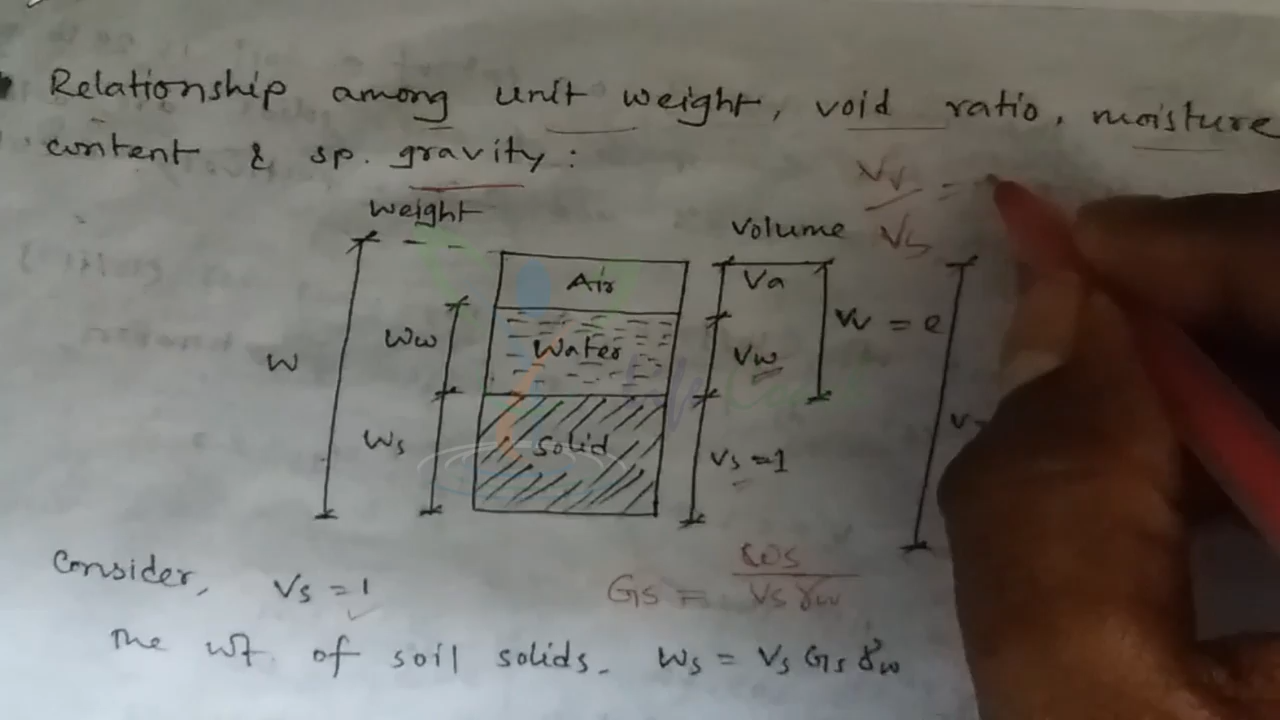 Relationship among unit weight, void ratio, moisture
content & sp. gravity:
Vv/Vs =
Weight
Volume
Air
Va
Ww
Water
Vw
Vv = e
W
V
Ws
Solid
Vs = 1
Consider, Vs = 1
Gs = Ws/Vsγw
The wt. of soil solids. Ws = Vs Gs γw